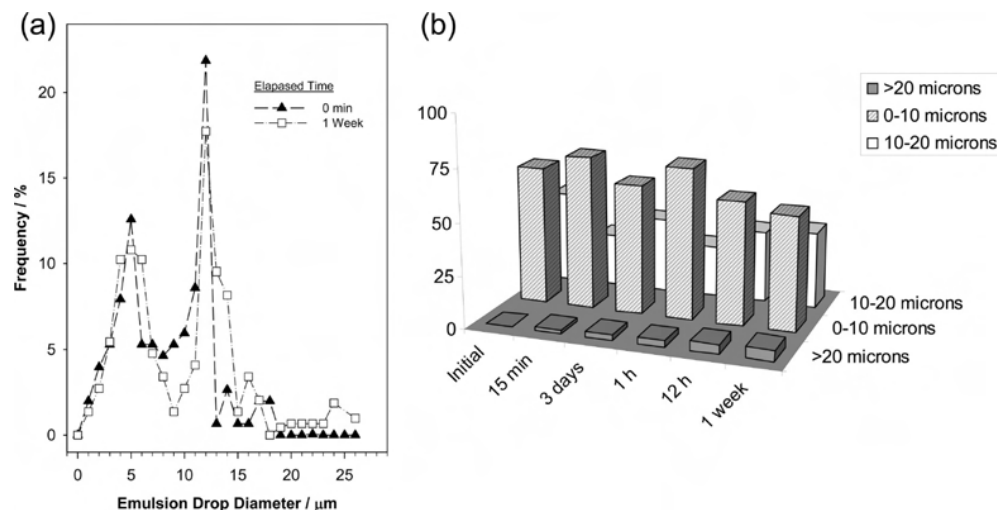 (a)
Frequency / %
20
15
10
5
0
Elapased Time
0 min
1 Week
0 5 10 15 20 25
Emulsion Drop Diameter / μm
(b)
>20 microns
0-10 microns
10-20 microns
100
75
50
25
0
Initial
15 min
3 days
1 h
12 h
1 week
10-20 microns
0-10 microns
>20 microns